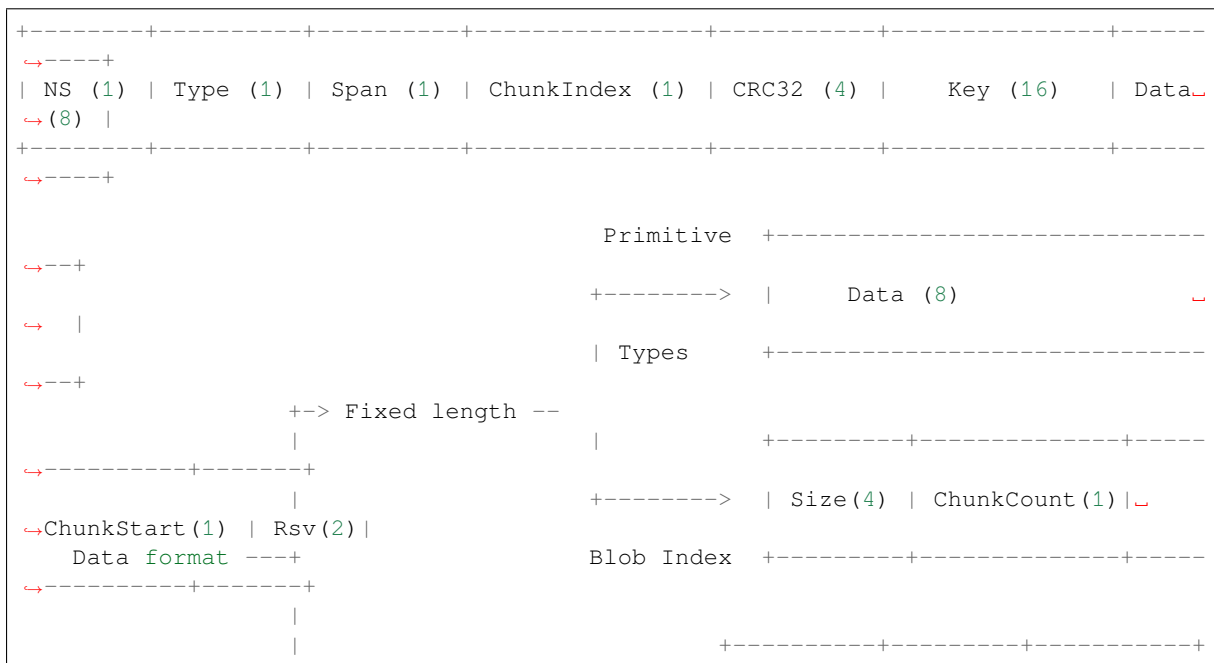 +--------+----------+----------+----------------+-----------+---------------+------
↪----+
| NS (1) | Type (1) | Span (1) | ChunkIndex (1) | CRC32 (4) |    Key (16)   | Data␣
↪(8) |
+--------+----------+----------+----------------+-----------+---------------+------
↪----+

                                         Primitive  +------------------------------
↪--+
                                        +-------->  |     Data (8)                ␣
↪  |
                                        | Types     +------------------------------
↪--+
                   +-> Fixed length --
                   |                    |           +---------+--------------+-----
↪----------+-------+
                   |                    +-------->  | Size(4) | ChunkCount(1)|␣
↪ChunkStart(1) | Rsv(2)|
    Data format ---+                    Blob Index  +---------+--------------+-----
↪----------+-------+
                   |
                   |                             +----------+---------+-----------+